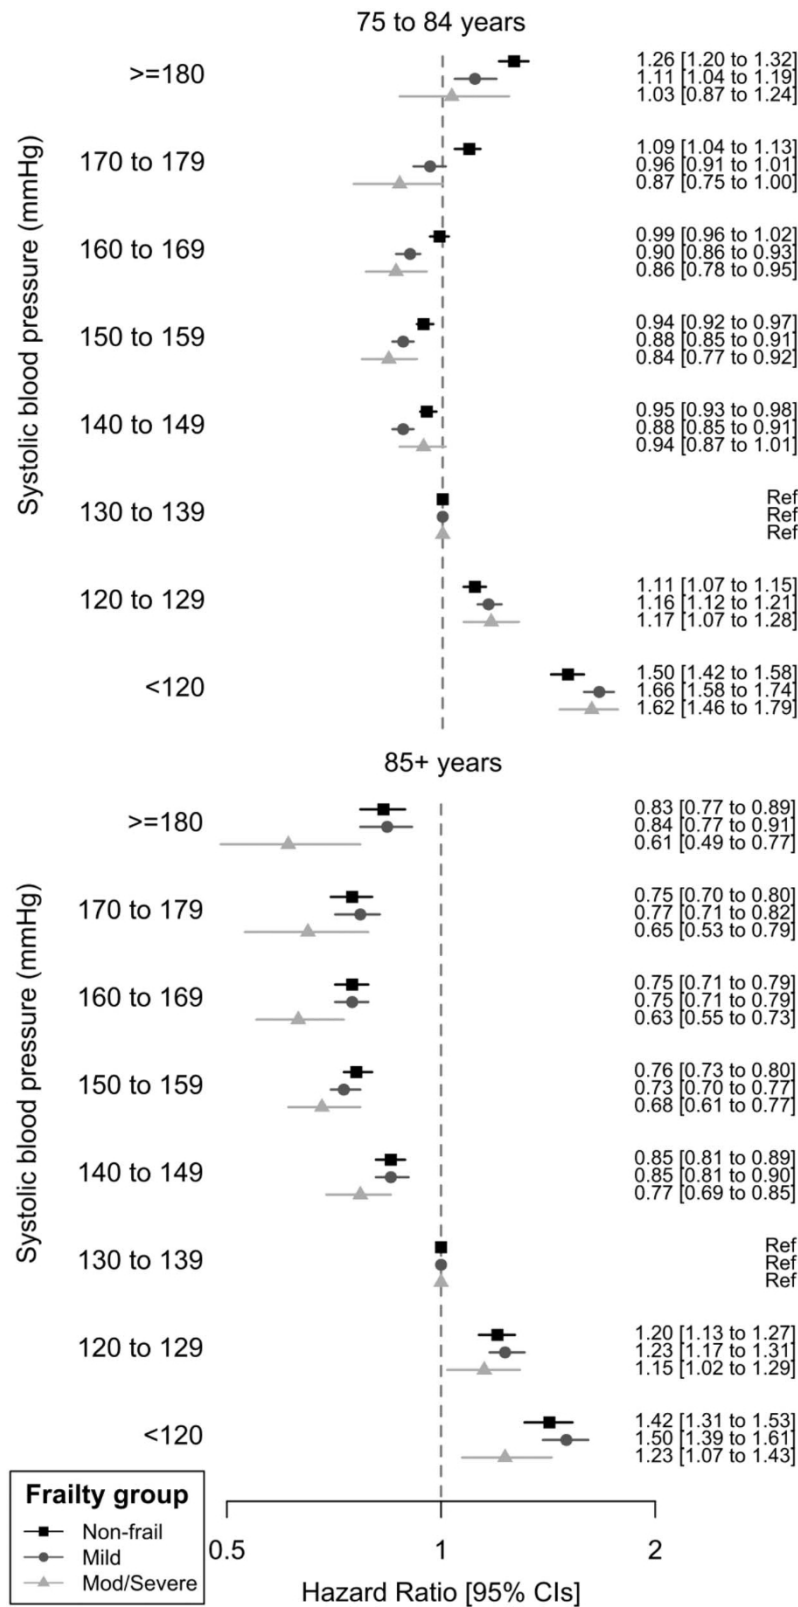 75 to 84 years
Systolic blood pressure (mmHg)
>=180
1.26 [1.20 to 1.32]
1.11 [1.04 to 1.19]
1.03 [0.87 to 1.24]
170 to 179
1.09 [1.04 to 1.13]
0.96 [0.91 to 1.01]
0.87 [0.75 to 1.00]
160 to 169
0.99 [0.96 to 1.02]
0.90 [0.86 to 0.93]
0.86 [0.78 to 0.95]
150 to 159
0.94 [0.92 to 0.97]
0.88 [0.85 to 0.91]
0.84 [0.77 to 0.92]
140 to 149
0.95 [0.93 to 0.98]
0.88 [0.85 to 0.91]
0.94 [0.87 to 1.01]
130 to 139
Ref
Ref
Ref
120 to 129
1.11 [1.07 to 1.15]
1.16 [1.12 to 1.21]
1.17 [1.07 to 1.28]
<120
1.50 [1.42 to 1.58]
1.66 [1.58 to 1.74]
1.62 [1.46 to 1.79]
85+ years
Systolic blood pressure (mmHg)
>=180
0.83 [0.77 to 0.89]
0.84 [0.77 to 0.91]
0.61 [0.49 to 0.77]
170 to 179
0.75 [0.70 to 0.80]
0.77 [0.71 to 0.82]
0.65 [0.53 to 0.79]
160 to 169
0.75 [0.71 to 0.79]
0.75 [0.71 to 0.79]
0.63 [0.55 to 0.73]
150 to 159
0.76 [0.73 to 0.80]
0.73 [0.70 to 0.77]
0.68 [0.61 to 0.77]
140 to 149
0.85 [0.81 to 0.89]
0.85 [0.81 to 0.90]
0.77 [0.69 to 0.85]
130 to 139
Ref
Ref
Ref
120 to 129
1.20 [1.13 to 1.27]
1.23 [1.17 to 1.31]
1.15 [1.02 to 1.29]
<120
1.42 [1.31 to 1.53]
1.50 [1.39 to 1.61]
1.23 [1.07 to 1.43]
Frailty group
Non-frail
Mild
Mod/Severe
0.5 1 2
Hazard Ratio [95% CIs]